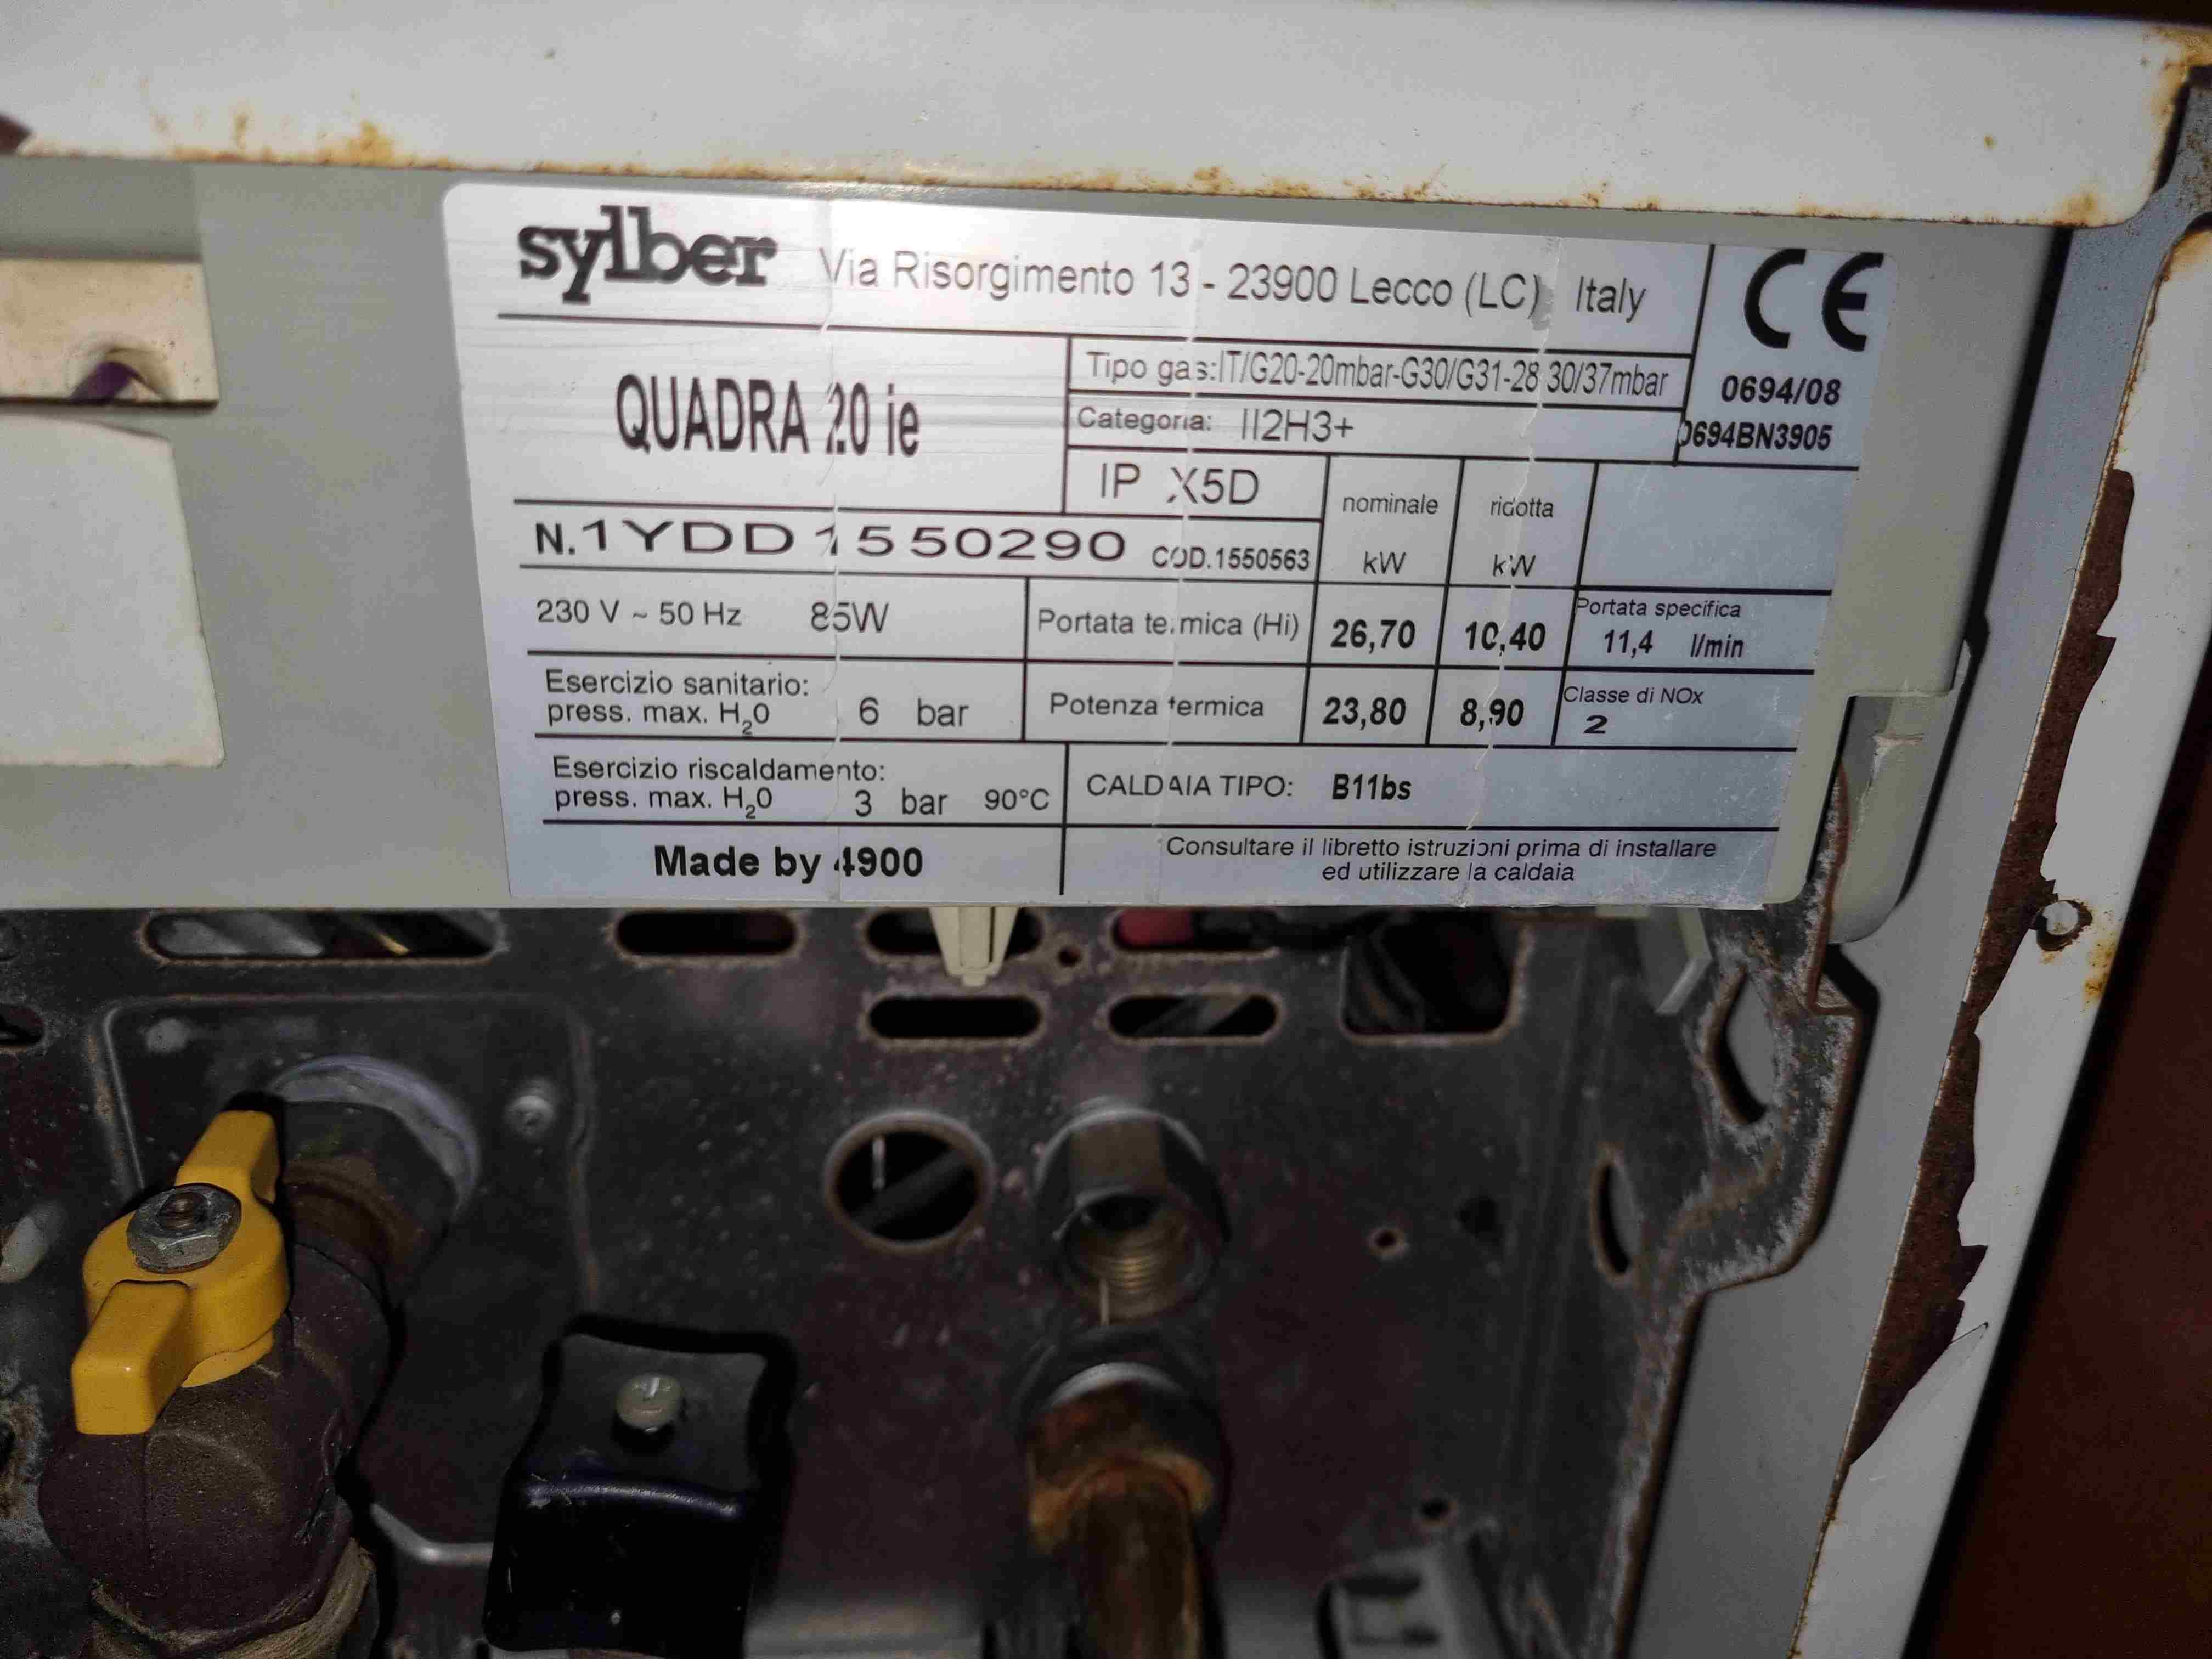 sylber Via Risorgimento 13 - 23900 Lecco (LC) Italy
CE
0694/08
0694BN3905
QUADRA 20 ie
Tipo gas:IT/G20-20mbar-G30/G31-28 30/37mbar
Categoria: II2H3+
IP X5D
nominale kW
ridotta kW
N.1YDD1550290 COD.1550563
230 V ~ 50 Hz 85W
Portata termica (Hi) 26,70 10,40
Portata specifica
11,4 l/min
Esercizio sanitario:
press. max. H2O 6 bar
Potenza termica 23,80 8,90
Classe di NOx
2
Esercizio riscaldamento:
press. max. H2O 3 bar 90°C
CALDAIA TIPO: B11bs
Made by 4900
Consultare il libretto istruzioni prima di installare
ed utilizzare la caldaia